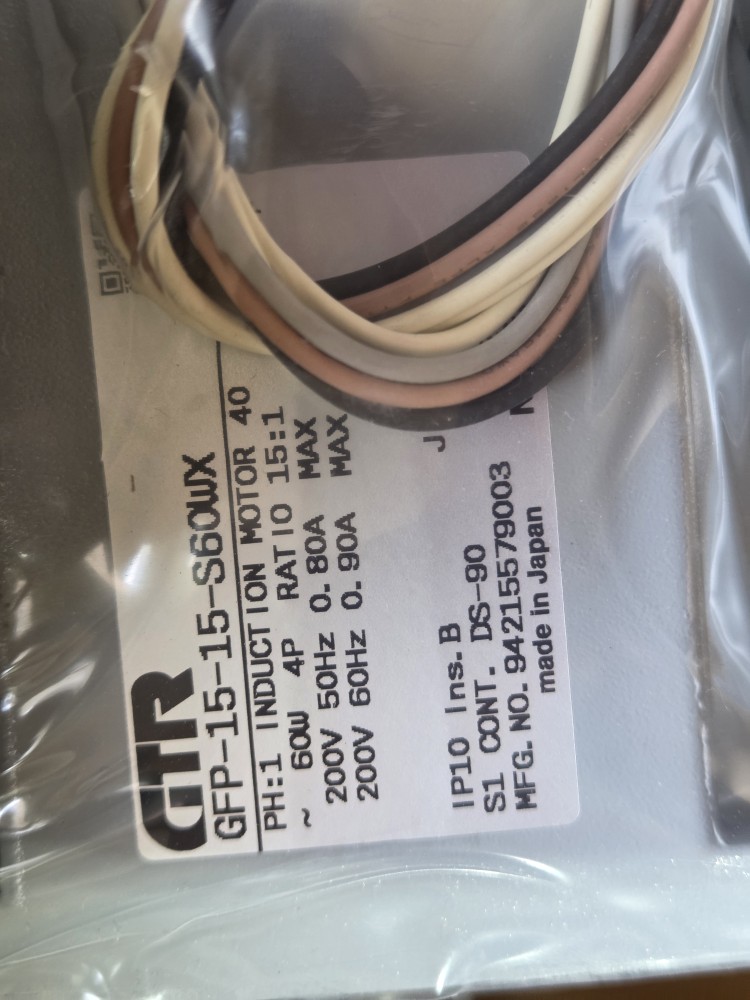 GTR
GFP-15-15-S60WX
PH:1 INDUCTION MOTOR 40
~ 60W 4P RATIO 15:1
200V 50Hz 0.80A MAX
200V 60Hz 0.90A MAX
J
IP10 Ins.B
S1 CONT. DS-90
MFG. NO. 94215579003
made in Japan